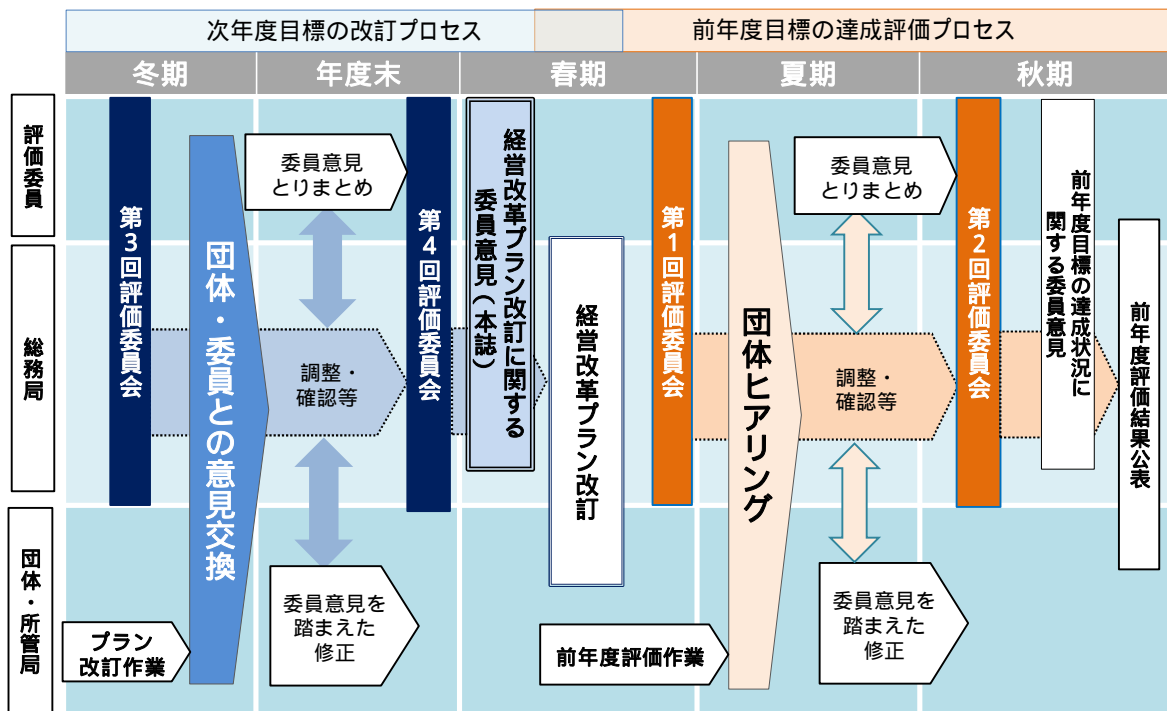 次年度目標の改訂プロセス
前年度目標の達成評価プロセス
冬期
年度末
春期
夏期
秋期
評価委員
総務局
団体・所管局
第3回評価委員会
団体・委員との意見交換
プラン
改訂作業
委員意見
とりまとめ
調整・
確認等
委員意見を
踏まえた
修正
第4回評価委員会
経営改革プラン改訂に関する
委員意見(本誌)
経営改革プラン改訂
前年度評価作業
第1回評価委員会
団体ヒアリング
委員意見
とりまとめ
調整・
確認等
委員意見を
踏まえた
修正
第2回評価委員会
前年度目標の達成状況に
関する委員意見
前年度評価結果公表